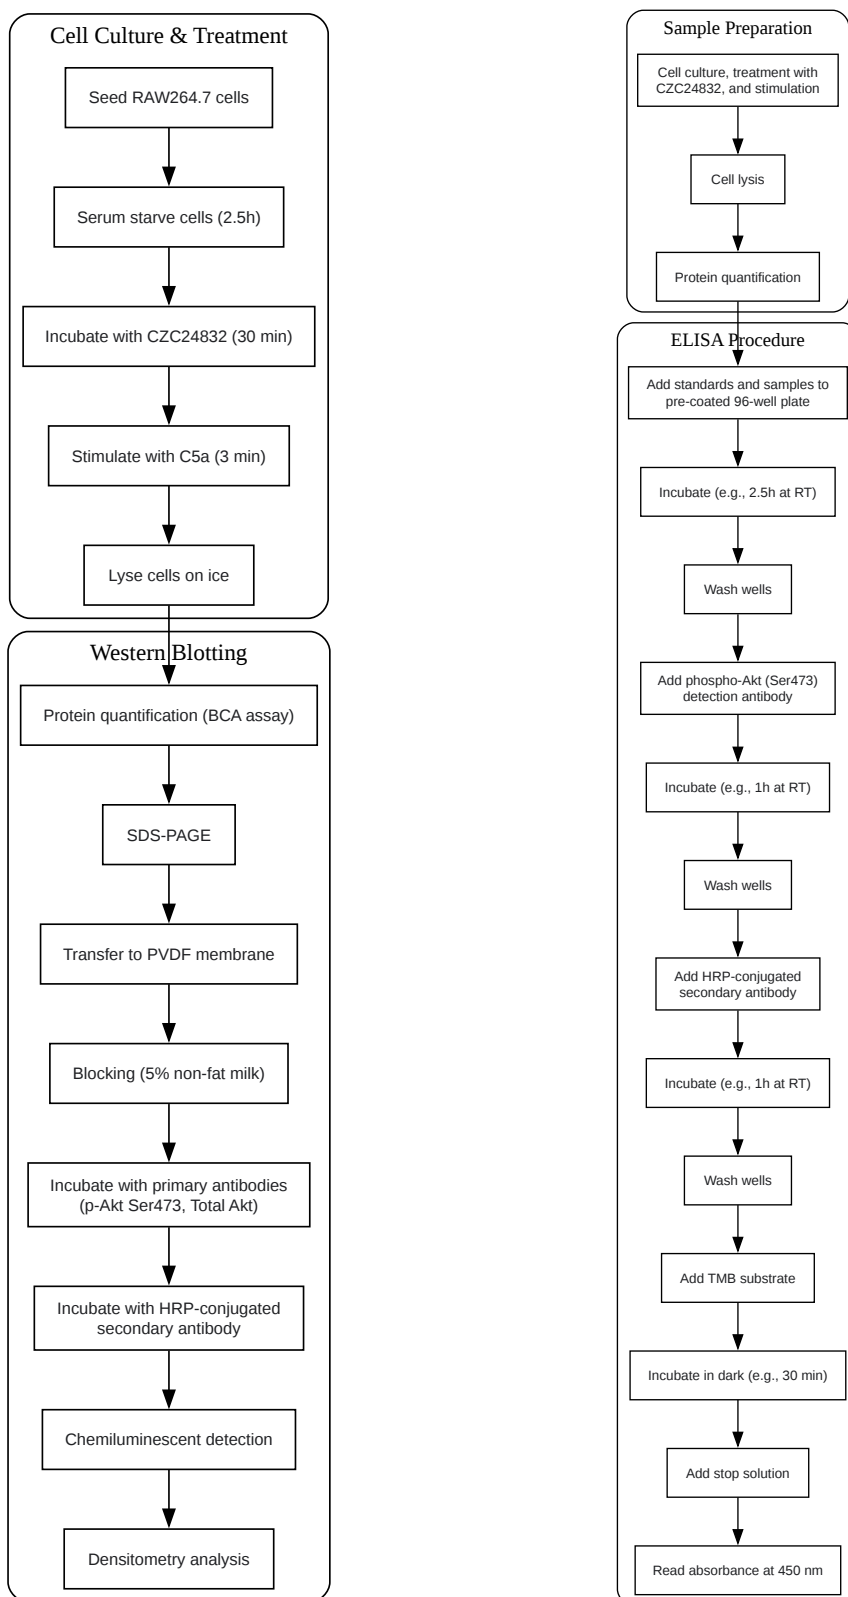 Cell Culture & Treatment
Seed RAW264.7 cells
Serum starve cells (2.5h)
Incubate with CZC24832 (30 min)
Stimulate with C5a (3 min)
Lyse cells on ice
Western Blotting
Protein quantification (BCA assay)
SDS-PAGE
Transfer to PVDF membrane
Blocking (5% non-fat milk)
Incubate with primary antibodies
(p-Akt Ser473, Total Akt)
Incubate with HRP-conjugated
secondary antibody
Chemiluminescent detection
Densitometry analysis
Sample Preparation
Cell culture, treatment with
CZC24832, and stimulation
Cell lysis
Protein quantification
ELISA Procedure
Add standards and samples to
pre-coated 96-well plate
Incubate (e.g., 2.5h at RT)
Wash wells
Add phospho-Akt (Ser473)
detection antibody
Incubate (e.g., 1h at RT)
Wash wells
Add HRP-conjugated
secondary antibody
Incubate (e.g., 1h at RT)
Wash wells
Add TMB substrate
Incubate in dark (e.g., 30 min)
Add stop solution
Read absorbance at 450 nm